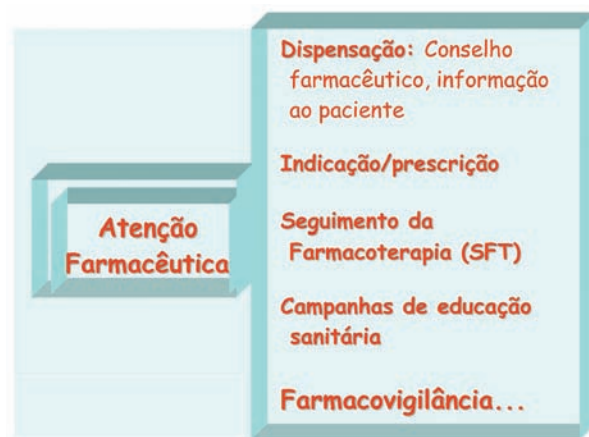 Atenção
Farmacêutica
Dispensação: Conselho
farmacêutico, informação
ao paciente
Indicação/prescrição
Seguimento da
Farmacoterapia (SFT)
Campanhas de educação
sanitária
Farmacovigilância...